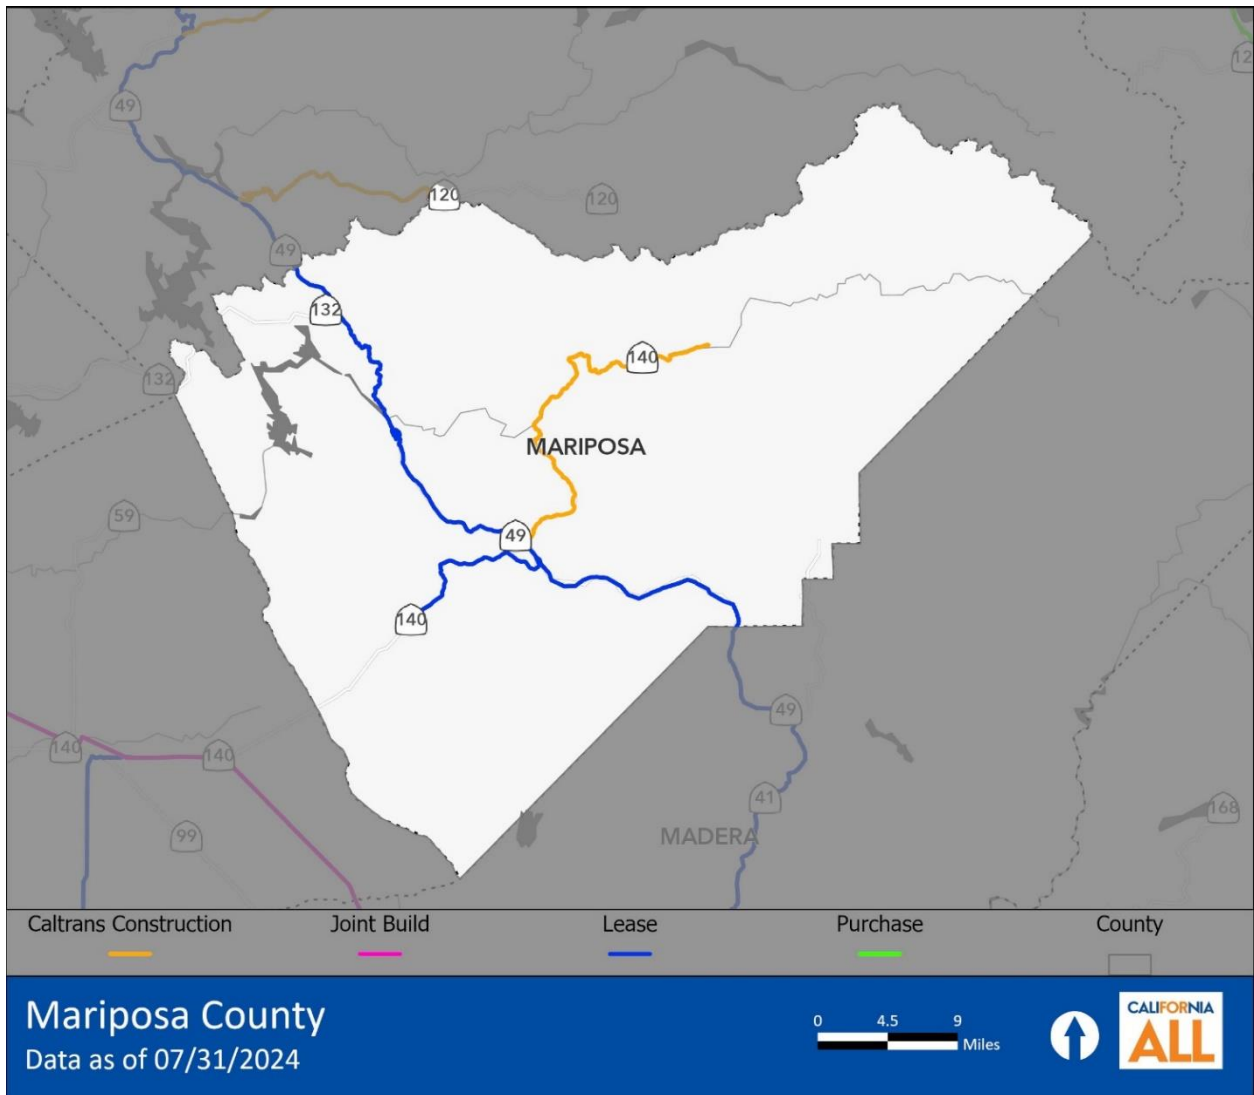 49
120
120
12
49
132
132
140
MARIPOSA
59
49
140
49
140
140
41
99
MADERA
168
Caltrans Construction
Joint Build
Lease
Purchase
County
Mariposa County
Data as of 07/31/2024
0 4.5 9
Miles
CALIFORNIA
ALL